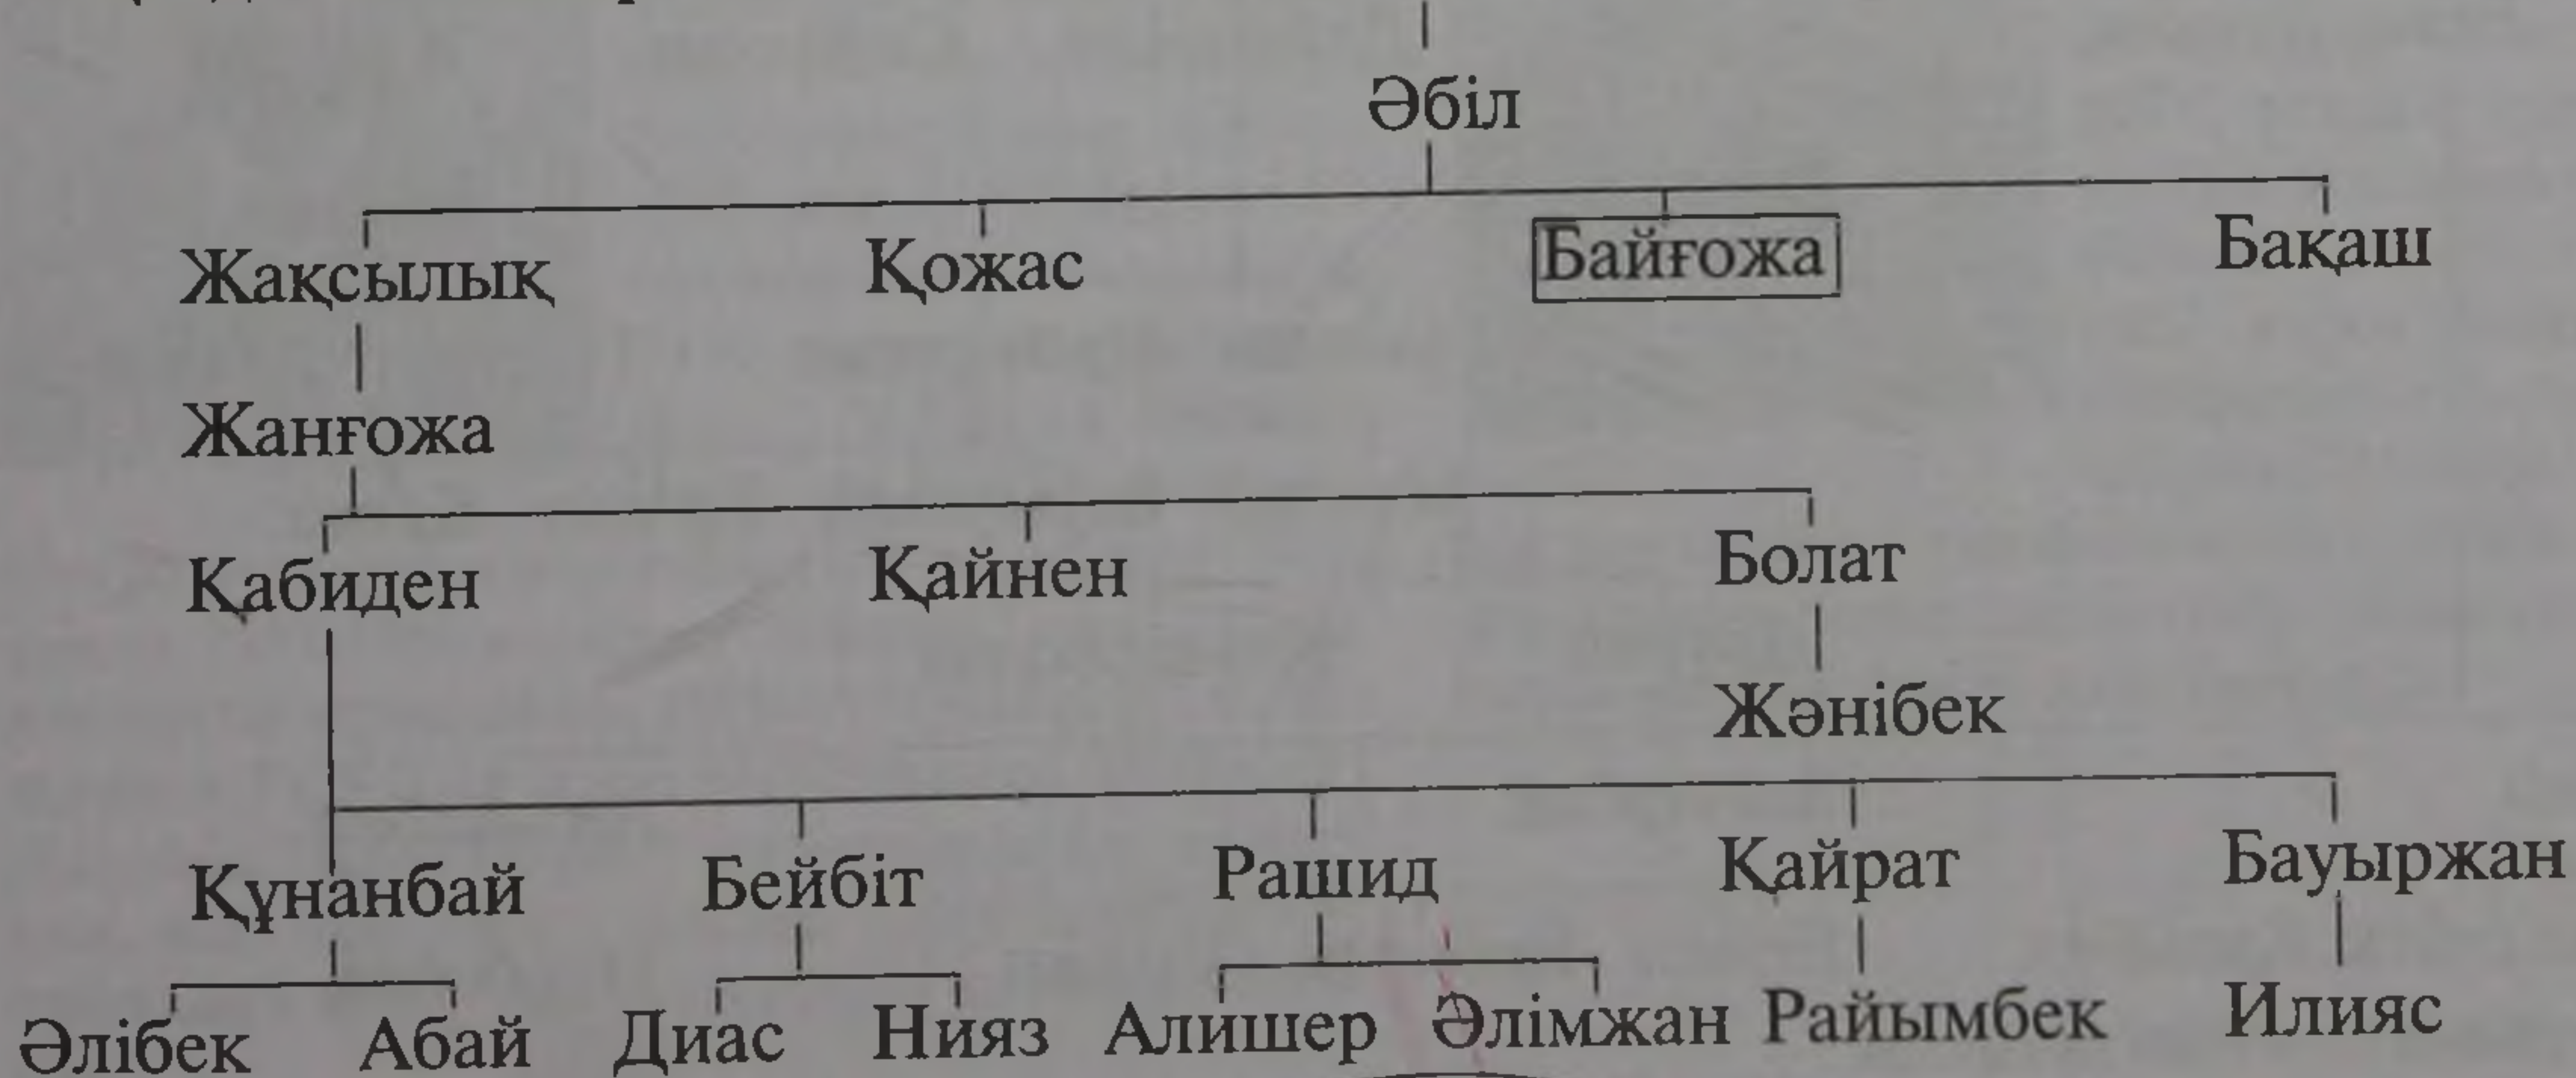 Әбіл
Жақсылық Қожас Байғожа Бақаш
Жанғожа
Қабиден Қайнен Болат
Жәнібек
Құнанбай Бейбіт Рашид Қайрат Бауыржан
Әлібек Абай Диас Нияз Алишер Әлімжан Райымбек Илияс